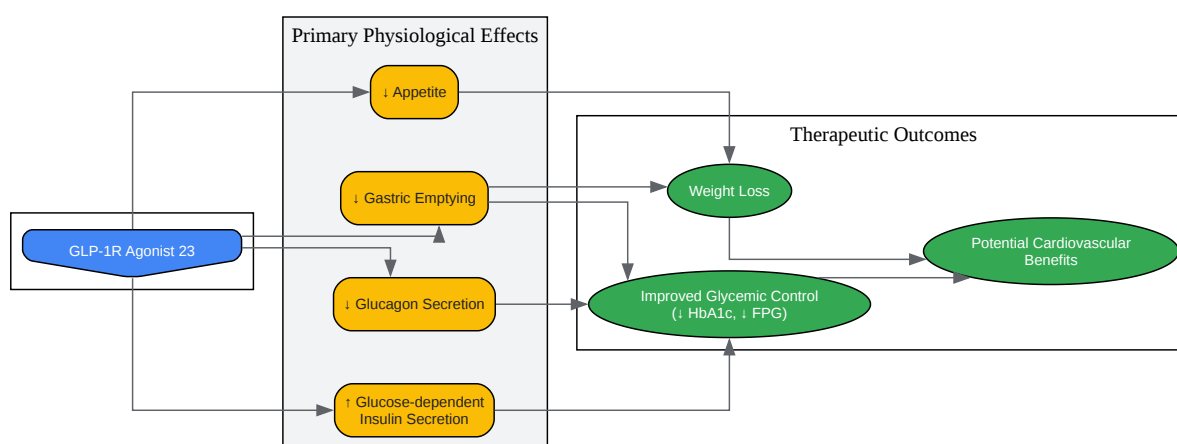 Primary Physiological Effects
↓ Appetite
Therapeutic Outcomes
↓ Gastric Emptying
Weight Loss
GLP-1R Agonist 23
Potential Cardiovascular
Benefits
↓ Glucagon Secretion
Improved Glycemic Control
(↓ HbA1c, ↓ FPG)
↑ Glucose-dependent
Insulin Secretion